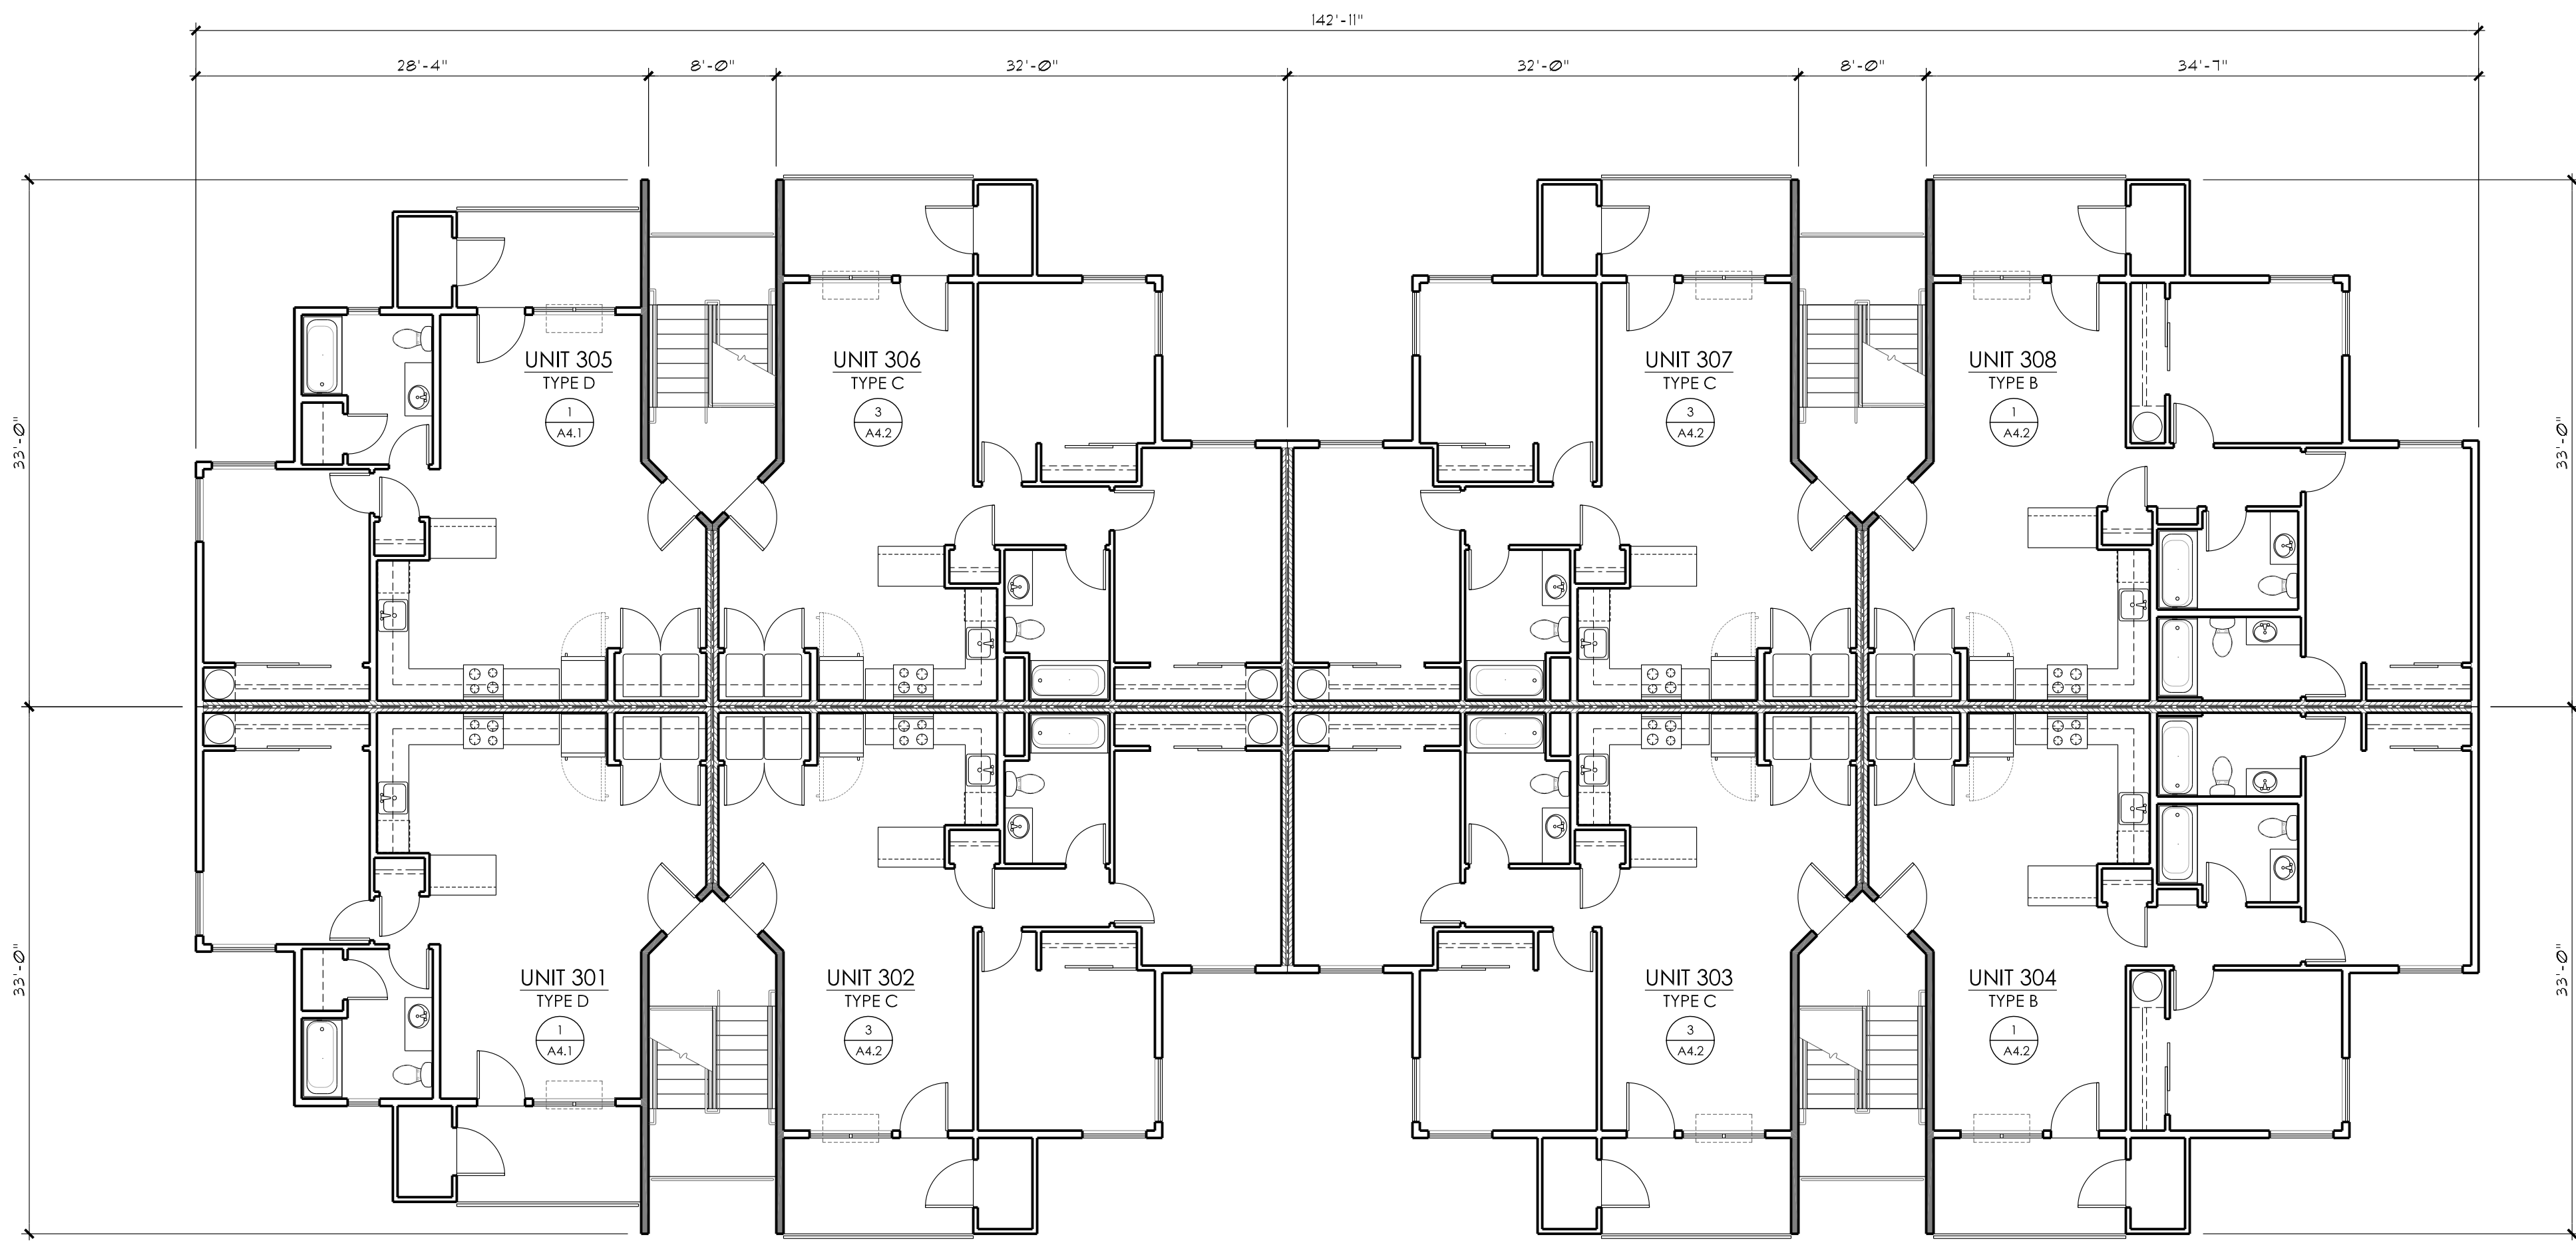 142'-11"
28'-4" 8'-0" 32'-0" 32'-0" 8'-0" 34'-7"
33'-0" 33'-0"
UNIT 305 UNIT 306 UNIT 307 UNIT 308
TYPE D TYPE C TYPE C TYPE B
1 3 3 1
A4.1 A4.2 A4.2 A4.2
33'-0" 33'-0"
UNIT 301 UNIT 302 UNIT 303 UNIT 304
TYPE D TYPE C TYPE C TYPE B
1 3 3 1
A4.1 A4.2 A4.2 A4.2